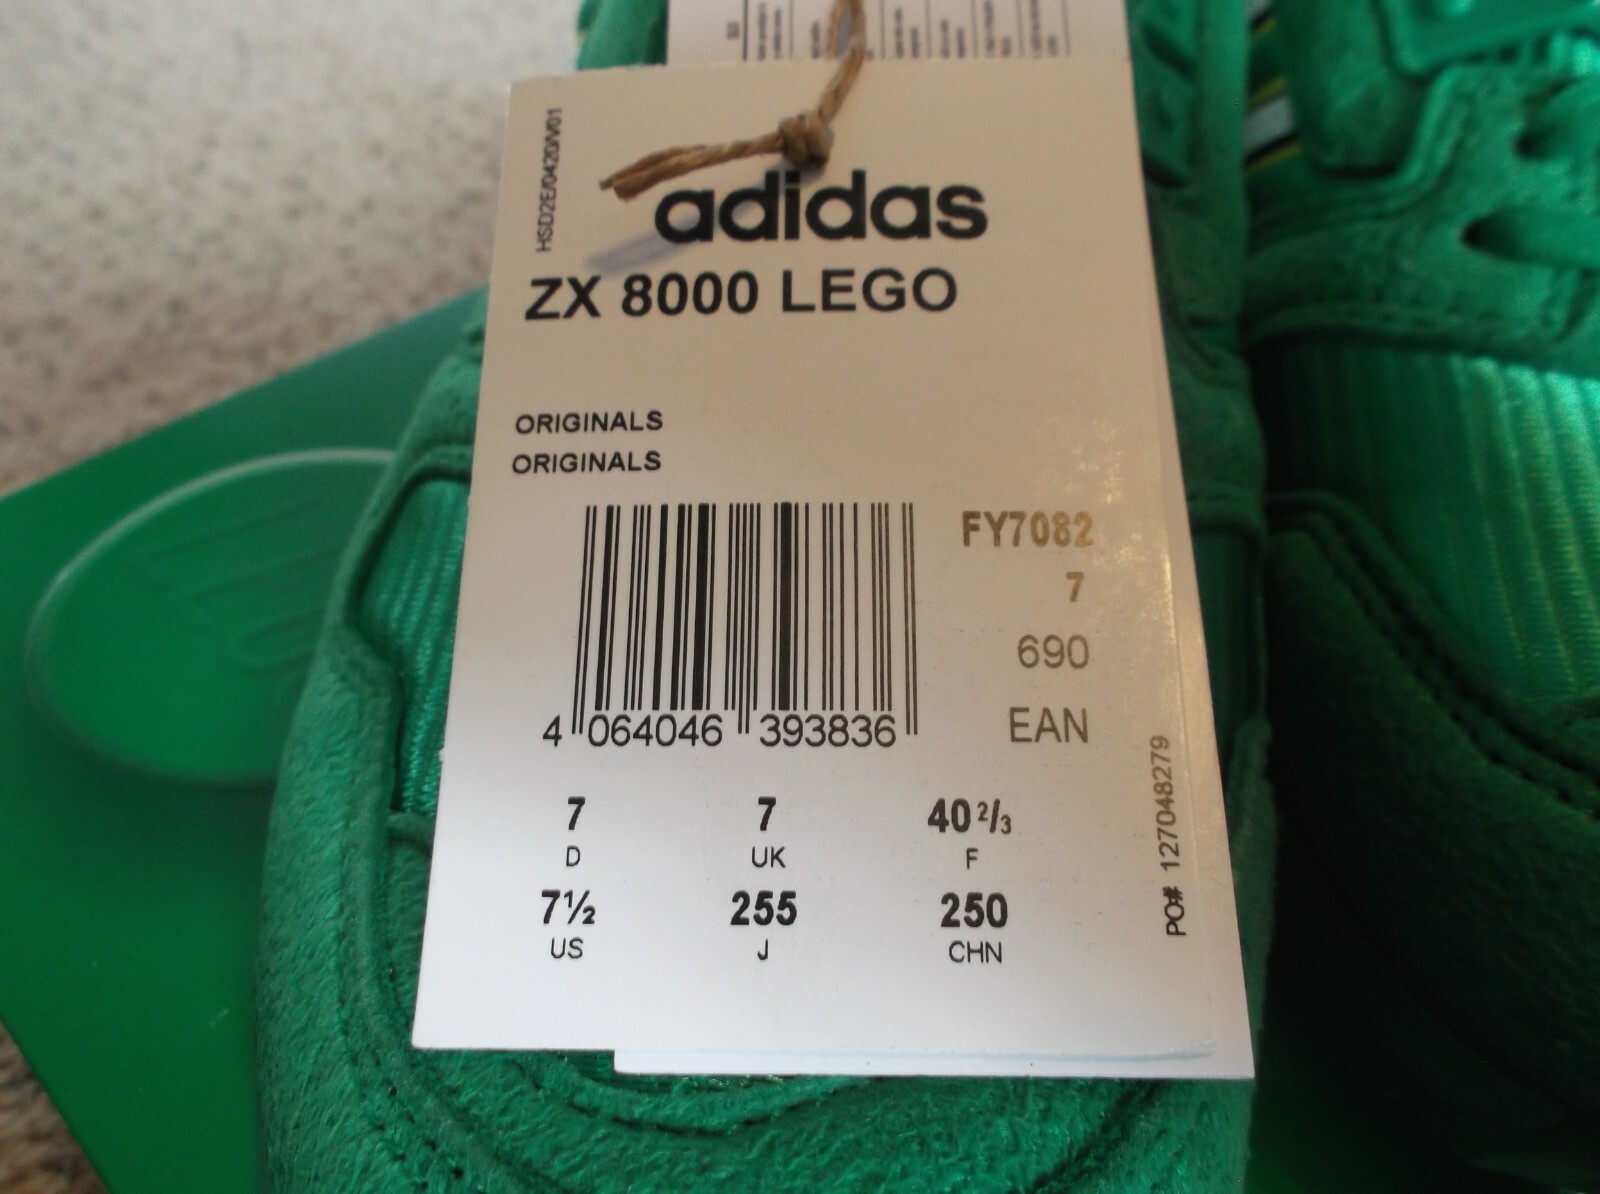 HSD2E/0420/V01
adidas
ZX 8000 LEGO
ORIGINALS
ORIGINALS
FY7082
7
690
EAN
4 064046 393836
7 7 40 2/3
D UK F
7½ 255 250
US J CHN
PO# 127048279